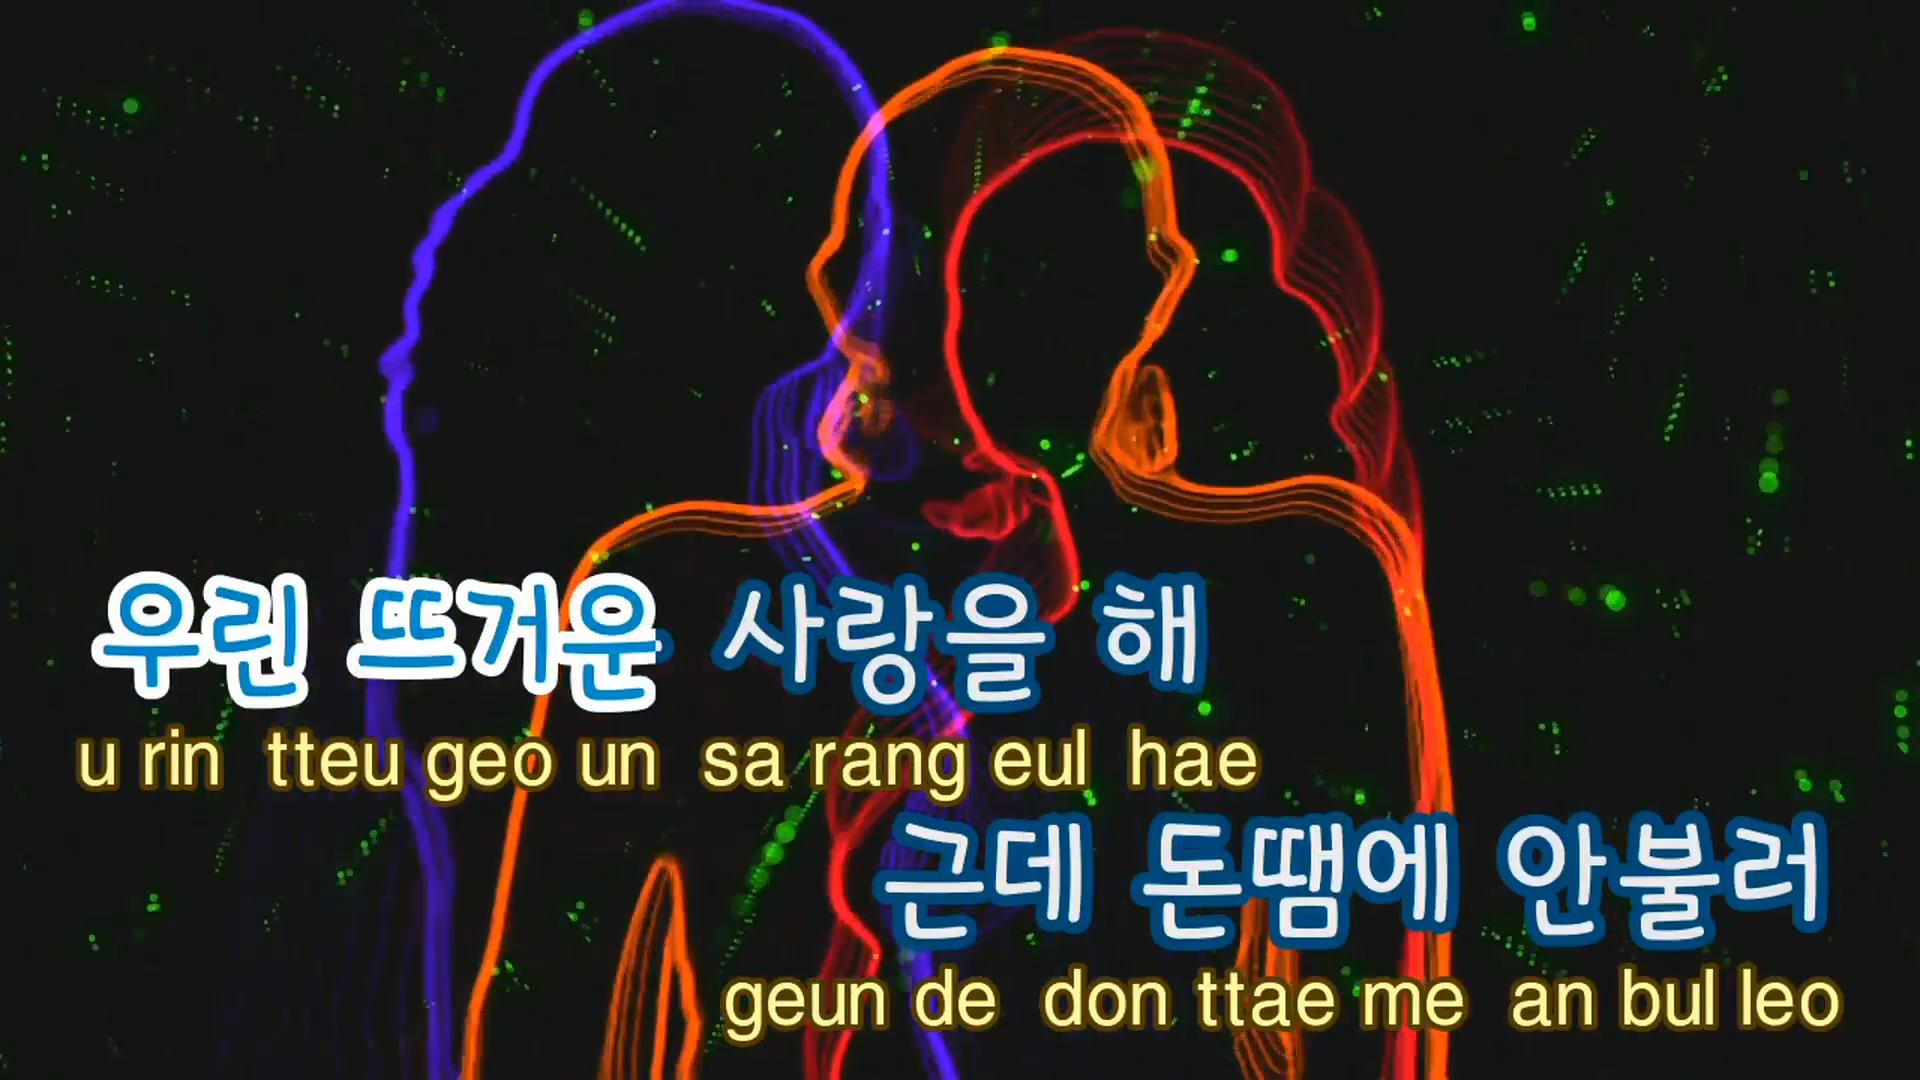 우린 뜨거운 사랑을 해
u rin tteu geo un sa rang eul hae
근데 돈땜에 안불러
geun de don ttae me an bul leo